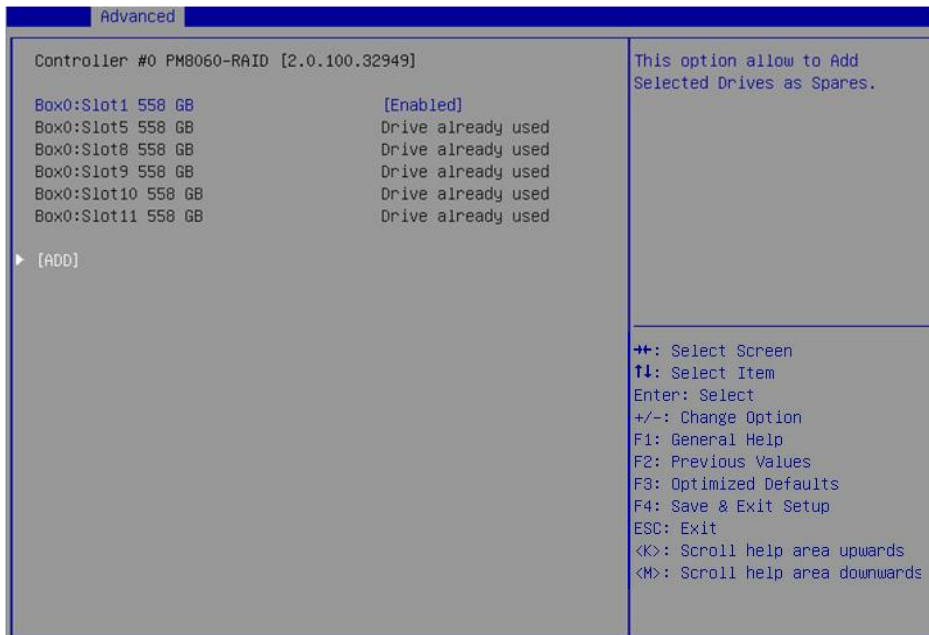 Advanced
Controller #0 PM8060-RAID [2.0.100.32949]
Box0:Slot1 558 GB [Enabled]
Box0:Slot5 558 GB Drive already used
Box0:Slot8 558 GB Drive already used
Box0:Slot9 558 GB Drive already used
Box0:Slot10 558 GB Drive already used
Box0:Slot11 558 GB Drive already used
[ADD]
This option allow to Add
Selected Drives as Spares.
→←: Select Screen
↑↓: Select Item
Enter: Select
+/-: Change Option
F1: General Help
F2: Previous Values
F3: Optimized Defaults
F4: Save & Exit Setup
ESC: Exit
<K>: Scroll help area upwards
<M>: Scroll help area downwards